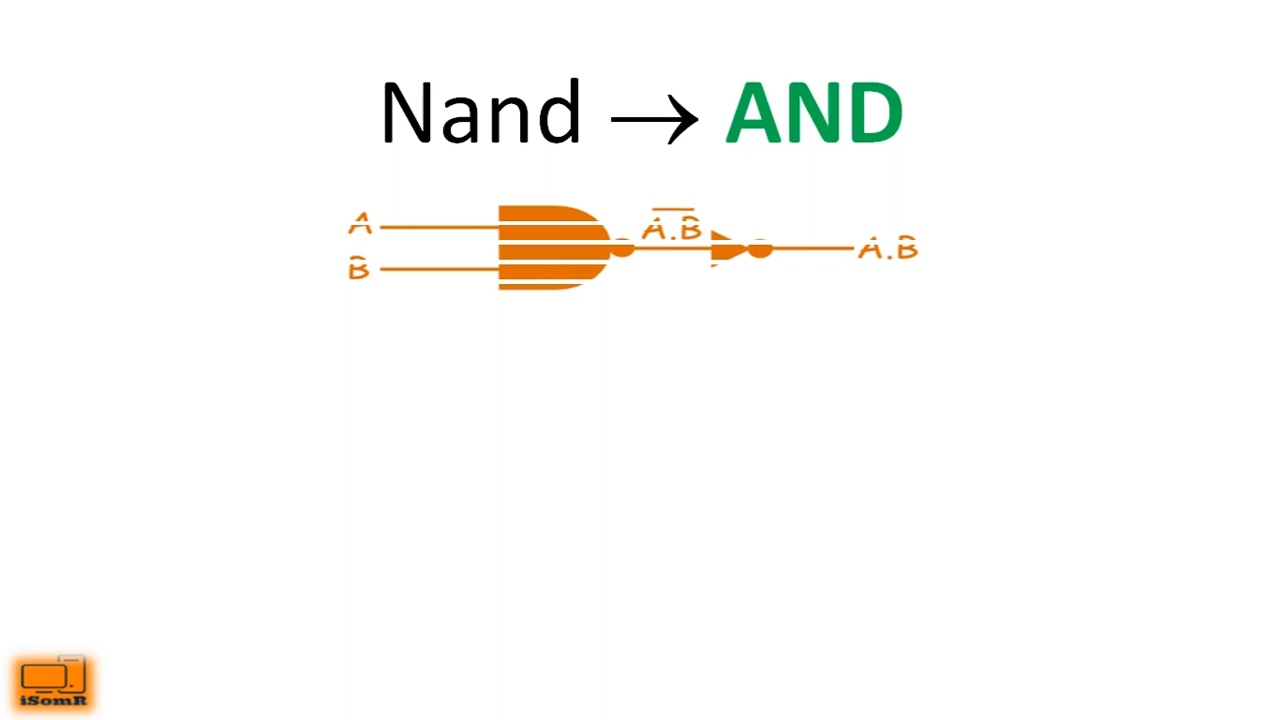 Nand → AND
A
B
A̅.̅B̅
A.B
iSomR